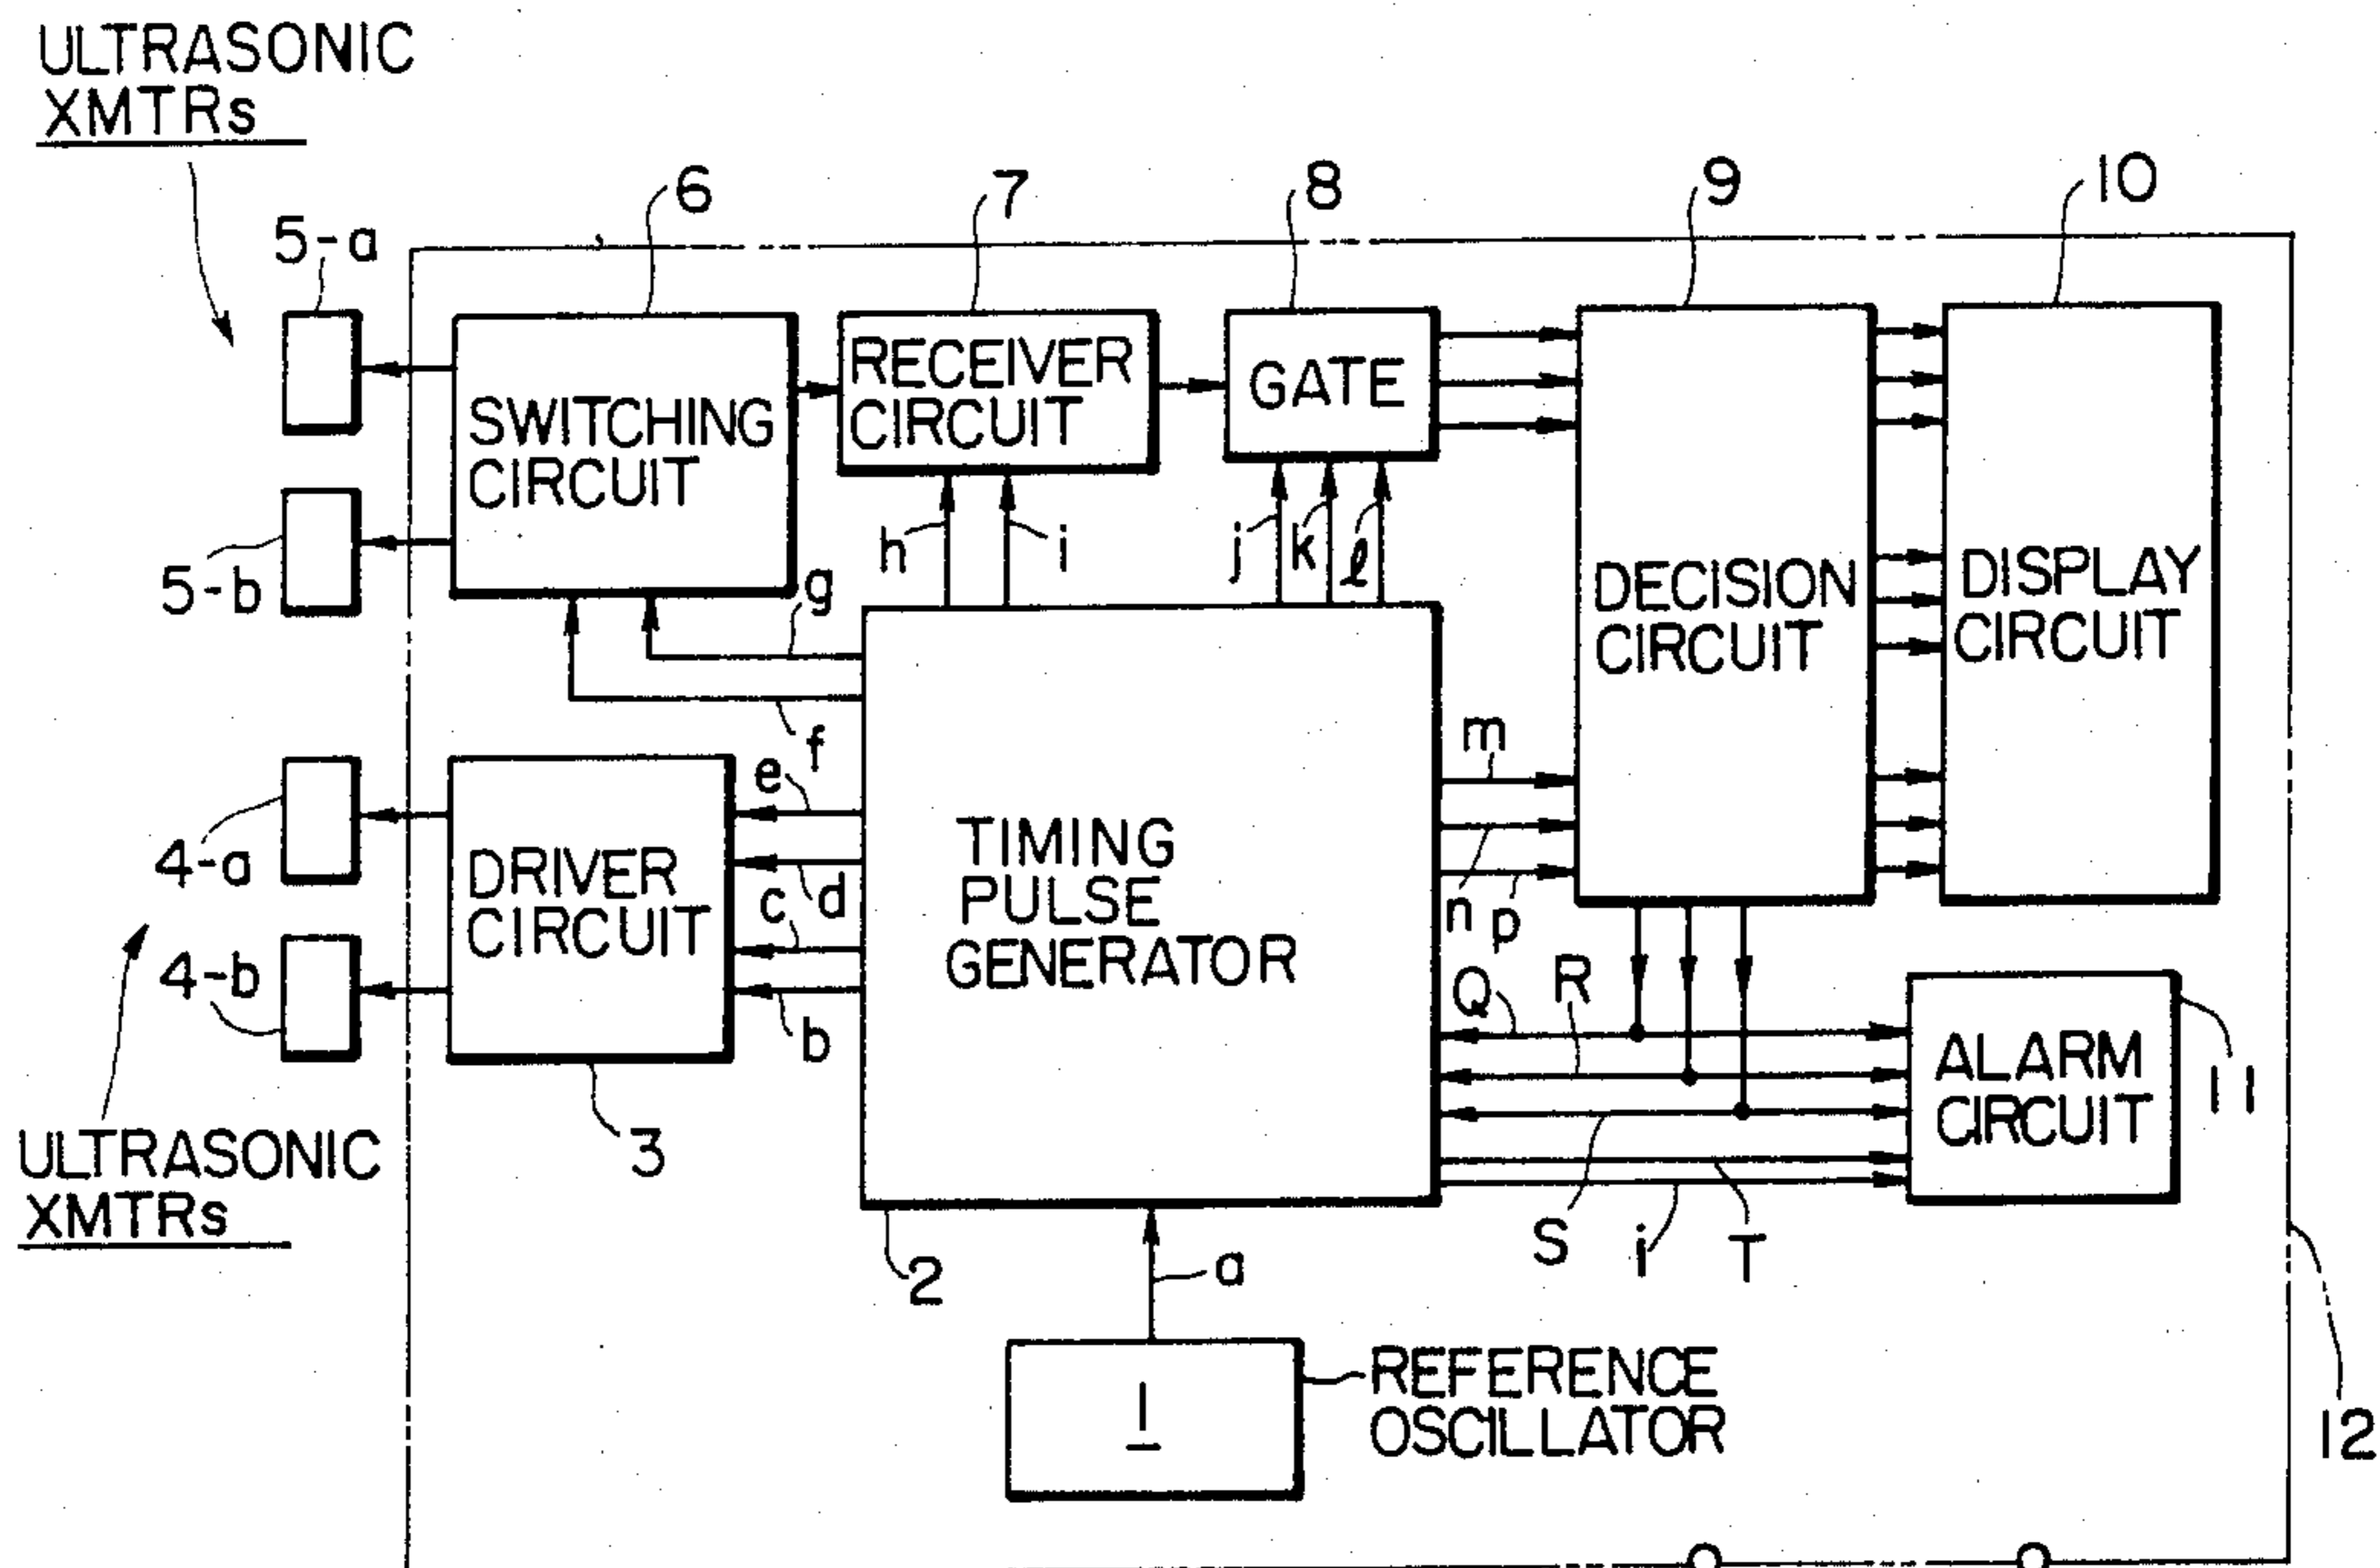 ULTRASONIC
XMTRs
5-a
6
7
8
9
10
SWITCHING
CIRCUIT
RECEIVER
CIRCUIT
GATE
5-b
h
i
j
k
l
g
f
DECISION
CIRCUIT
DISPLAY
CIRCUIT
4-a
4-b
DRIVER
CIRCUIT
e
d
c
b
TIMING
PULSE
GENERATOR
m
n
p
Q
R
ALARM
CIRCUIT
11
ULTRASONIC
XMTRs
3
2
a
S
i
T
1
REFERENCE
OSCILLATOR
12